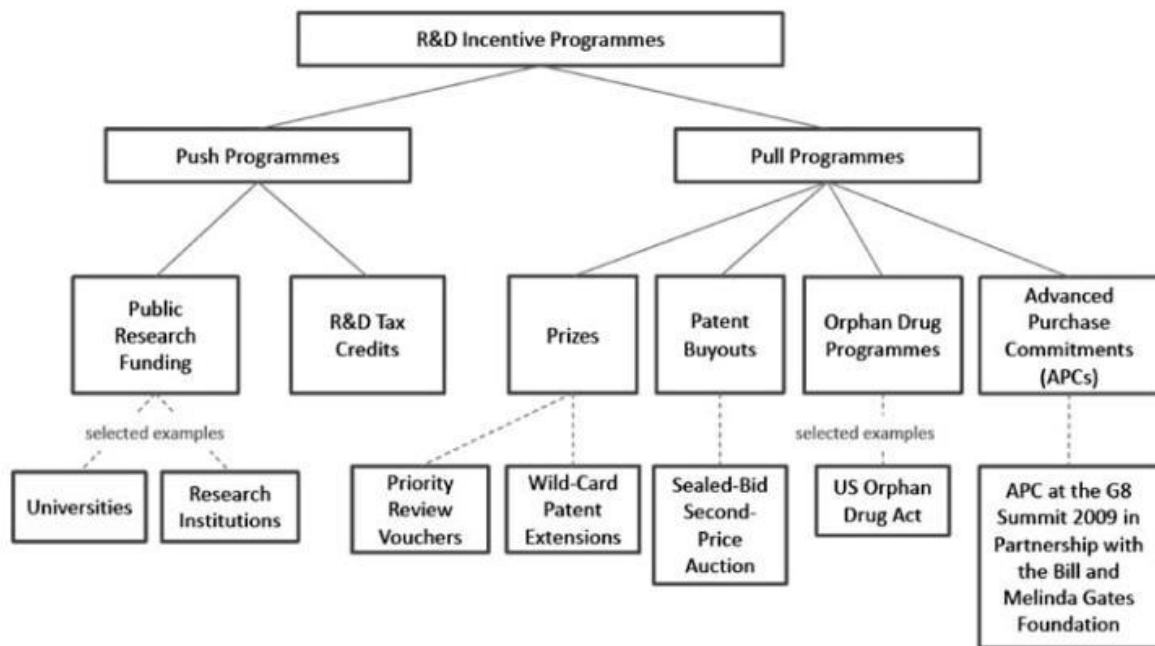 R&D Incentive Programmes
Push Programmes
Pull Programmes
Public
Research
Funding
R&D Tax
Credits
Prizes
Patent
Buyouts
Orphan Drug
Programmes
Advanced
Purchase
Commitments
(APCs)
selected examples
selected examples
Universities
Research
Institutions
Priority
Review
Vouchers
Wild-Card
Patent
Extensions
Sealed-Bid
Second-
Price
Auction
US Orphan
Drug Act
APC at the G8
Summit 2009 in
Partnership with
the Bill and
Melinda Gates
Foundation